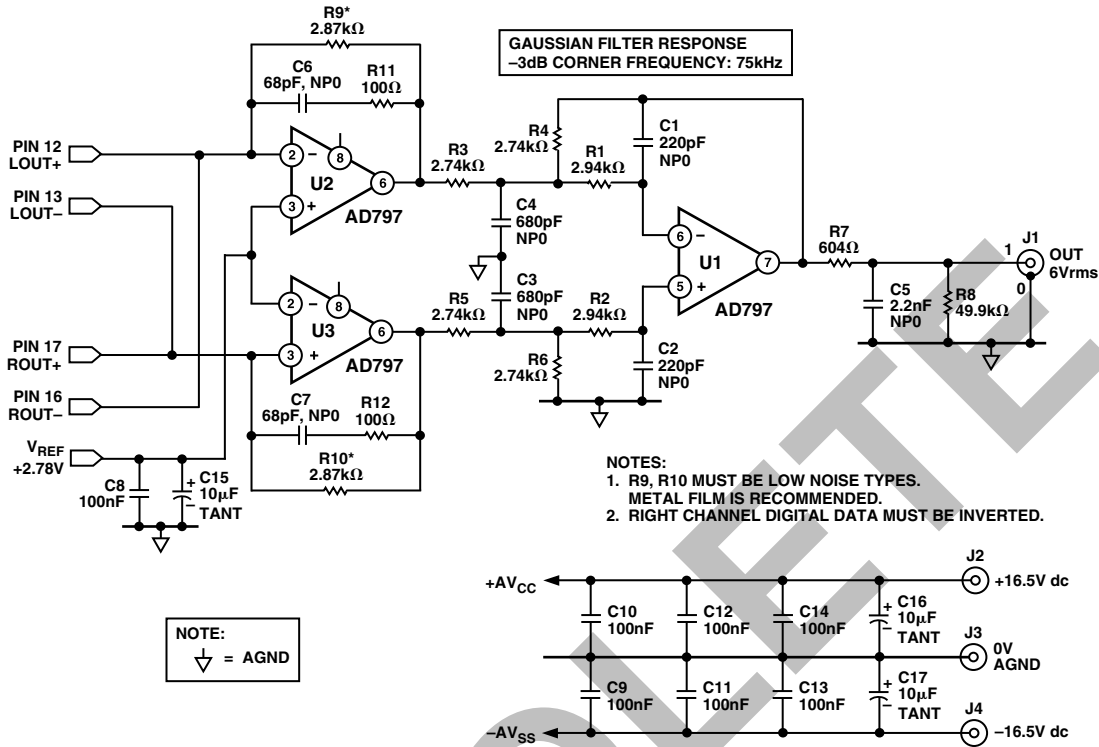 R9*
2.87kΩ
C6
68pF, NP0
R11
100Ω
GAUSSIAN FILTER RESPONSE
–3dB CORNER FREQUENCY: 75kHz
PIN 12
LOUT+
PIN 13
LOUT–
2
–
8
U2
6
3
+
AD797
R3
2.74kΩ
R4
2.74kΩ
R1
2.94kΩ
C1
220pF
NP0
C4
680pF
NP0
C3
680pF
NP0
6
–
U1
7
5
+
AD797
R7
604Ω
J1
1
OUT
6Vrms
0
C5
2.2nF
NP0
R8
49.9kΩ
2
–
8
U3
6
3
+
AD797
R5
2.74kΩ
R2
2.94kΩ
R6
2.74kΩ
C2
220pF
NP0
PIN 17
ROUT+
PIN 16
ROUT–
C7
68pF, NP0
R12
100Ω
R10*
2.87kΩ
VREF
+2.78V
C8
100nF
+
C15
10μF
–
TANT
NOTES:
1. R9, R10 MUST BE LOW NOISE TYPES.
METAL FILM IS RECOMMENDED.
2. RIGHT CHANNEL DIGITAL DATA MUST BE INVERTED.
NOTE:
= AGND
+AVCC
J2
+16.5V dc
C10
100nF
C12
100nF
C14
100nF
+
C16
10μF
–
TANT
J3
0V
AGND
C9
100nF
C11
100nF
C13
100nF
+
C17
10μF
–
TANT
–AVSS
J4
–16.5V dc
OLETE